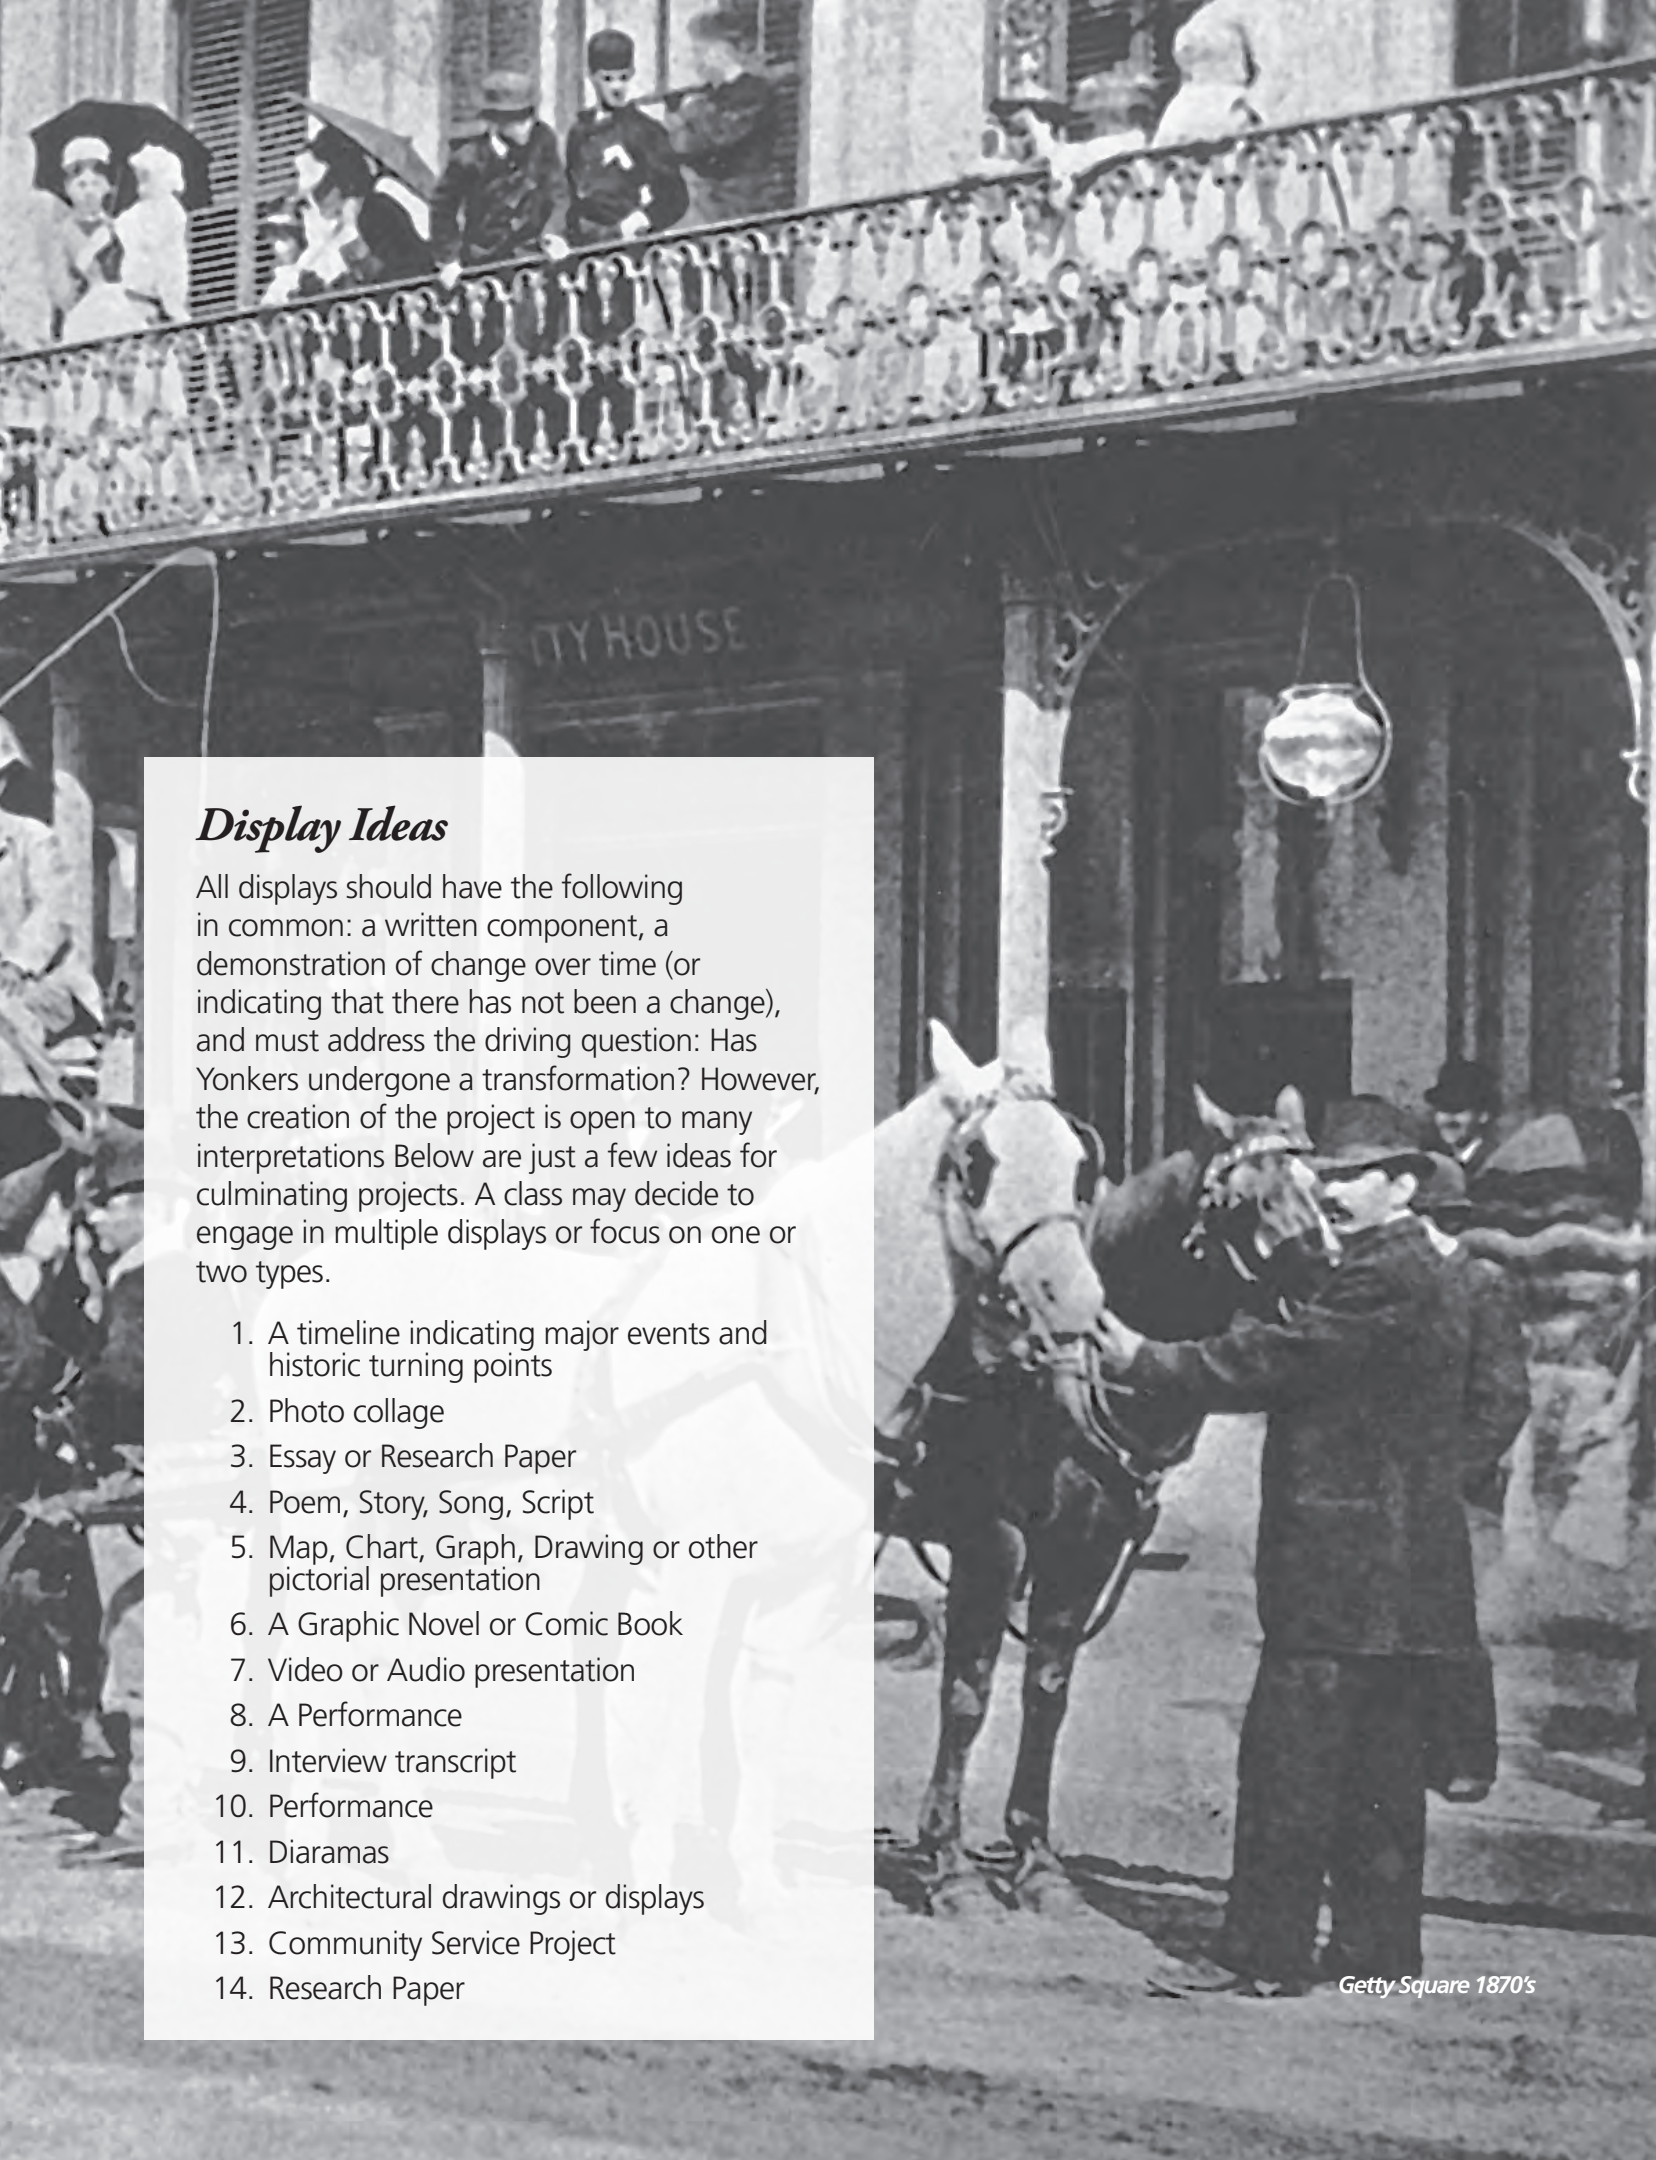 ITY HOUSE
Display Ideas
All displays should have the following
in common: a written component, a
demonstration of change over time (or
indicating that there has not been a change),
and must address the driving question: Has
Yonkers undergone a transformation? However,
the creation of the project is open to many
interpretations Below are just a few ideas for
culminating projects. A class may decide to
engage in multiple displays or focus on one or
two types.
1. A timeline indicating major events and
historic turning points
2. Photo collage
3. Essay or Research Paper
4. Poem, Story, Song, Script
5. Map, Chart, Graph, Drawing or other
pictorial presentation
6. A Graphic Novel or Comic Book
7. Video or Audio presentation
8. A Performance
9. Interview transcript
10. Performance
11. Diaramas
12. Architectural drawings or displays
13. Community Service Project
14. Research Paper
Getty Square 1870's